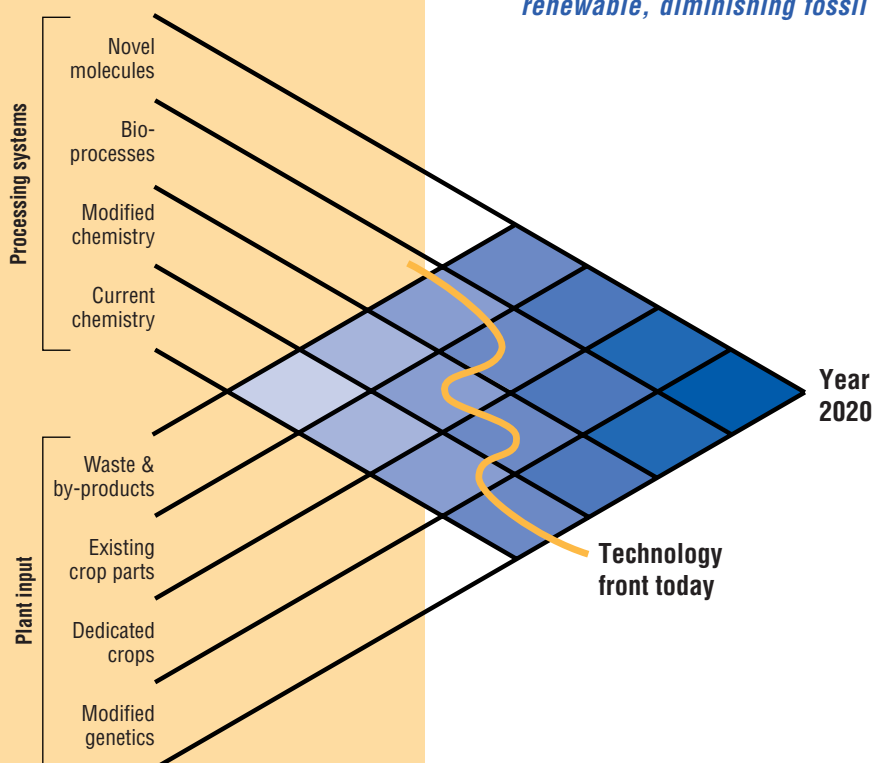 renewable, diminishing fossil
Processing systems
Novel
molecules
Bio-
processes
Modified
chemistry
Current
chemistry
Plant input
Waste &
by-products
Existing
crop parts
Dedicated
crops
Modified
genetics
Year
2020
Technology
front today